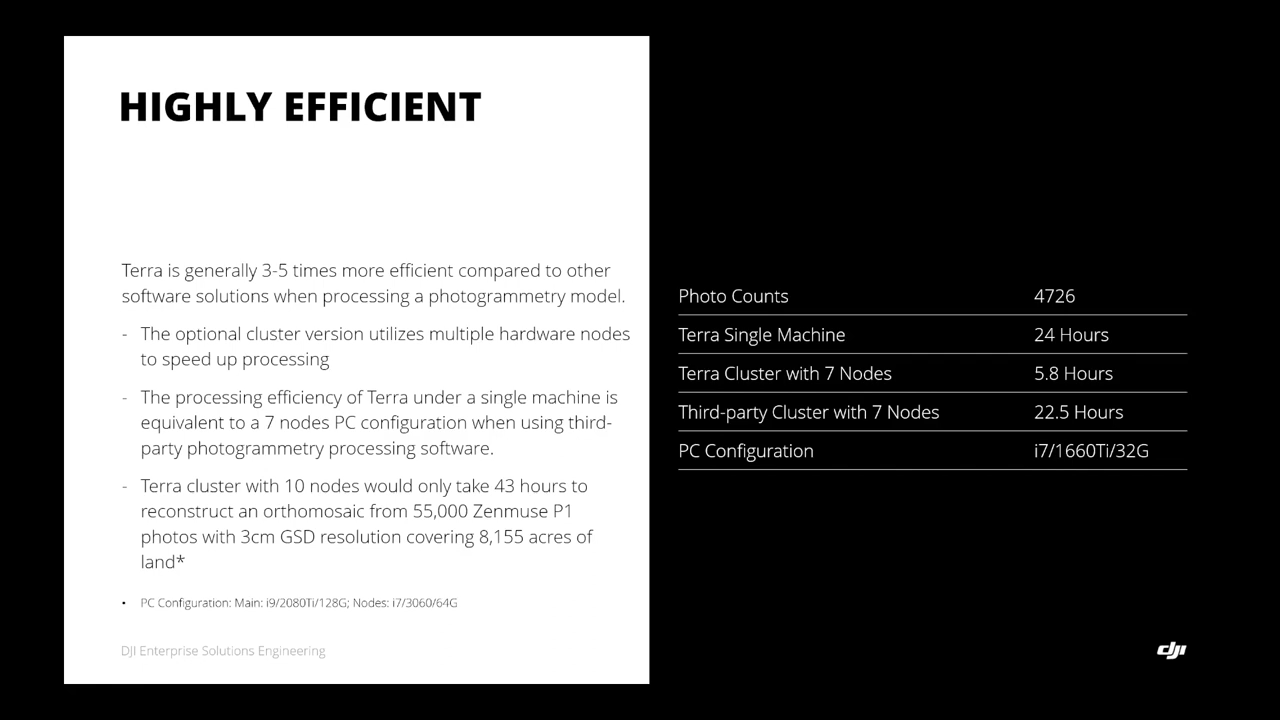 HIGHLY EFFICIENT
Terra is generally 3-5 times more efficient compared to other
software solutions when processing a photogrammetry model.
- The optional cluster version utilizes multiple hardware nodes
to speed up processing
- The processing efficiency of Terra under a single machine is
equivalent to a 7 nodes PC configuration when using third-
party photogrammetry processing software.
- Terra cluster with 10 nodes would only take 43 hours to
reconstruct an orthomosaic from 55,000 Zenmuse P1
photos with 3cm GSD resolution covering 8,155 acres of
land*
• PC Configuration: Main: i9/2080Ti/128G; Nodes: i7/3060/64G
DJI Enterprise Solutions Engineering
Photo Counts 4726
Terra Single Machine 24 Hours
Terra Cluster with 7 Nodes 5.8 Hours
Third-party Cluster with 7 Nodes 22.5 Hours
PC Configuration i7/1660Ti/32G
dji